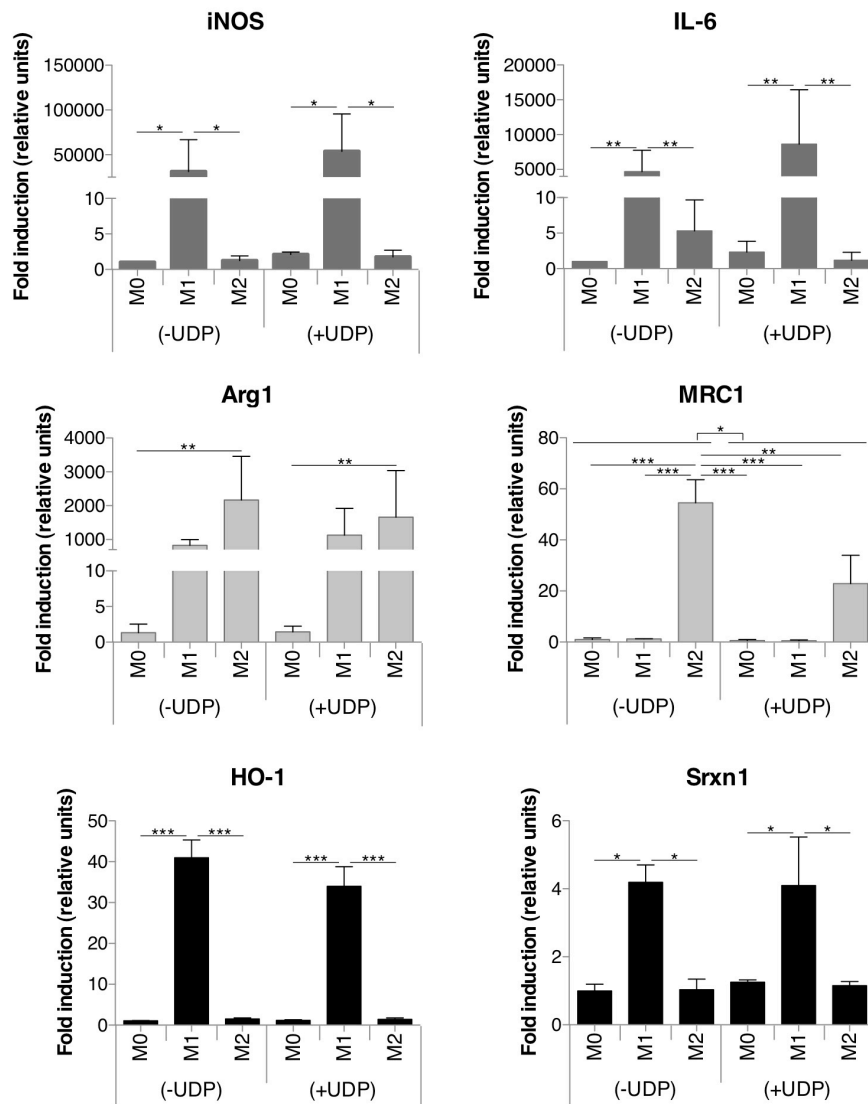 iNOS
Fold induction (relative units)
150000
100000
50000
10
5
0
* * * *
M0 M1 M2 M0 M1 M2
(-UDP) (+UDP)
IL-6
Fold induction (relative units)
20000
15000
10000
5000
10
5
0
** ** ** **
M0 M1 M2 M0 M1 M2
(-UDP) (+UDP)
Arg1
Fold induction (relative units)
4000
3000
2000
1000
10
5
0
** **
M0 M1 M2 M0 M1 M2
(-UDP) (+UDP)
MRC1
Fold induction (relative units)
80
60
40
20
0
*
**
*** ***
*** ***
M0 M1 M2 M0 M1 M2
(-UDP) (+UDP)
HO-1
Fold induction (relative units)
50
40
30
20
10
0
*** *** *** ***
M0 M1 M2 M0 M1 M2
(-UDP) (+UDP)
Srxn1
Fold induction (relative units)
6
4
2
0
* * * *
M0 M1 M2 M0 M1 M2
(-UDP) (+UDP)